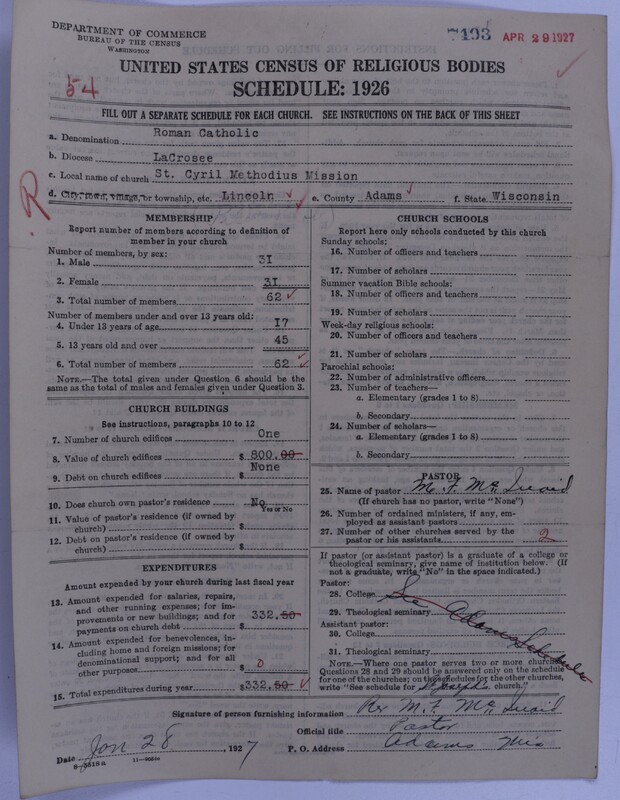 DEPARTMENT OF COMMERCE
BUREAU OF THE CENSUS
WASHINGTON
7493 APR 29 1927
54
UNITED STATES CENSUS OF RELIGIOUS BODIES
SCHEDULE: 1926
FILL OUT A SEPARATE SCHEDULE FOR EACH CHURCH. SEE INSTRUCTIONS ON THE BACK OF THIS SHEET
a. Denomination Roman Catholic
b. Diocese LaCrosee
c. Local name of church St. Cyril Methodius Mission
d. City, town, village, or township, etc. Lincoln e. County Adams f. State Wisconsin
R
MEMBERSHIP
Report number of members according to definition of
member in your church
Number of members, by sex:
1. Male 31
2. Female 31
3. Total number of members 62
Number of members under and over 13 years old:
4. Under 13 years of age 17
5. 13 years old and over 45
6. Total number of members 62
NOTE.—The total given under Question 6 should be the
same as the total of males and females given under Question 3.
CHURCH BUILDINGS
See instructions, paragraphs 10 to 12
7. Number of church edifices One
8. Value of church edifices $ 800.00
9. Debt on church edifices $ None
10. Does church own pastor's residence No
Yes or No
11. Value of pastor's residence (if owned by
church) $
12. Debt on pastor's residence (if owned by
church) $
EXPENDITURES
Amount expended by your church during last fiscal year
13. Amount expended for salaries, repairs,
and other running expenses; for im-
provements or new buildings; and for
payments on church debt $ 332.50
14. Amount expended for benevolences, in-
cluding home and foreign missions; for
denominational support; and for all
other purposes $ 0
15. Total expenditures during year $ 332.50
CHURCH SCHOOLS
Report here only schools conducted by this church
Sunday schools:
16. Number of officers and teachers
17. Number of scholars
Summer vacation Bible schools:
18. Number of officers and teachers
19. Number of scholars
Week-day religious schools:
20. Number of officers and teachers
21. Number of scholars
Parochial schools:
22. Number of administrative officers
23. Number of teachers—
a. Elementary (grades 1 to 8)
b. Secondary
24. Number of scholars—
a. Elementary (grades 1 to 8)
b. Secondary
PASTOR
25. Name of pastor M. F. McQuaid
(If church has no pastor, write "None")
26. Number of ordained ministers, if any, em-
ployed as assistant pastors
27. Number of other churches served by the
pastor or his assistants 2
If pastor (or assistant pastor) is a graduate of a college or
theological seminary, give name of institution below. (If
not a graduate, write "No" in the space indicated.)
Pastor:
28. College See Adams Schedule
29. Theological seminary
Assistant pastor:
30. College
31. Theological seminary
NOTE.—Where one pastor serves two or more churches,
Questions 28 and 29 should be answered only on the schedule
for one of the churches; on the schedules for the other churches,
write "See schedule for St Josephs church."
Signature of person furnishing information Rev M. F. McQuaid
Official title Pastor
Date Jan 28, 1927 P. O. Address Adams Wis
8-5518a 11-9055a